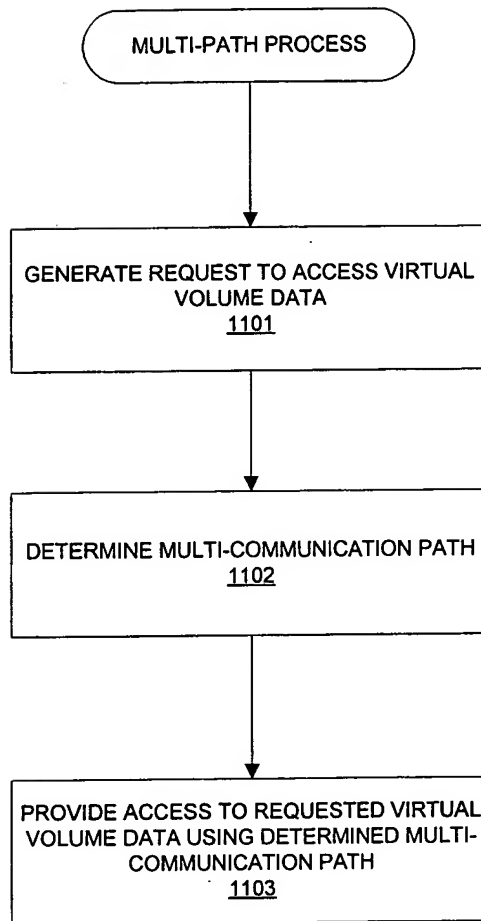 MULTI-PATH PROCESS
GENERATE REQUEST TO ACCESS VIRTUAL
VOLUME DATA
1101
DETERMINE MULTI-COMMUNICATION PATH
1102
PROVIDE ACCESS TO REQUESTED VIRTUAL
VOLUME DATA USING DETERMINED MULTI-
COMMUNICATION PATH
1103